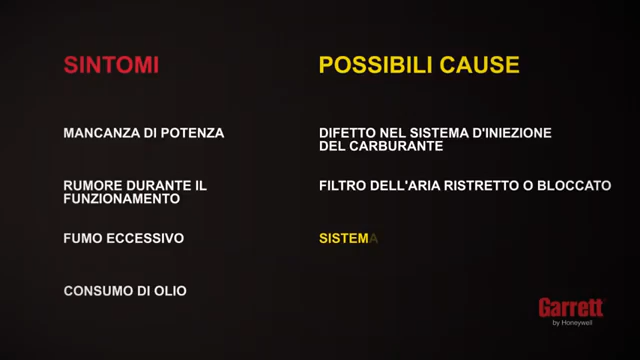 SINTOMI
POSSIBILI CAUSE
MANCANZA DI POTENZA
DIFETTO NEL SISTEMA D'INIEZIONE
DEL CARBURANTE
RUMORE DURANTE IL
FUNZIONAMENTO
FILTRO DELL'ARIA RISTRETTO O BLOCCATO
FUMO ECCESSIVO
SISTEMA
CONSUMO DI OLIO
Garrett
by Honeywell